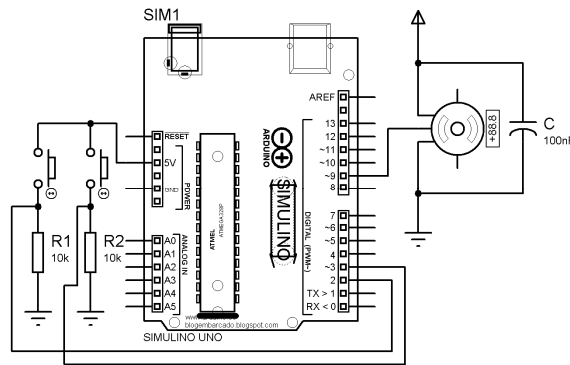 SIM1
AREF
RESET
5V
GND
POWER
13
12
~11
~10
~9
8
ARDUINO
SIMULINO
ATMEL
ATMEGA328P
+88.8
C
100nF
R1
10k
R2
10k
A0
A1
A2
A3
A4
A5
ANALOG IN
7
~6
~5
4
~3
2
TX > 1
RX < 0
DIGITAL (PWM~)
blogembarcado.blogspot.com
SIMULINO UNO